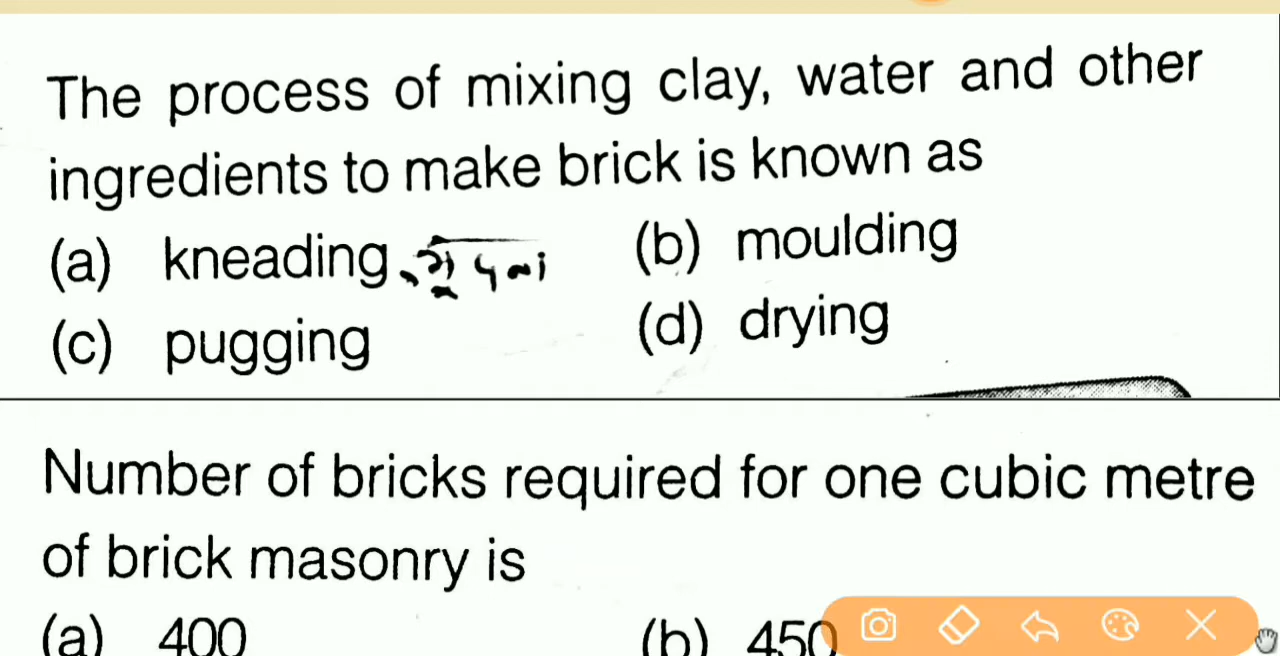 The process of mixing clay, water and other
ingredients to make brick is known as
(a) kneading (b) moulding
(c) pugging (d) drying
Number of bricks required for one cubic metre
of brick masonry is
(a) 400 (b) 450